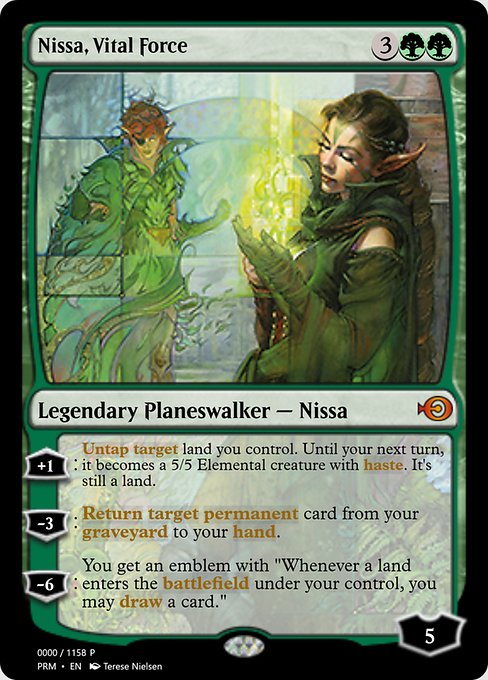 Nissa, Vital Force 3
Legendary Planeswalker — Nissa
+1 : Untap target land you control. Until your next turn,
it becomes a 5/5 Elemental creature with haste. It's
still a land.
-3 : Return target permanent card from your
graveyard to your hand.
-6 : You get an emblem with "Whenever a land
enters the battlefield under your control, you
may draw a card."
5
0000 / 1158 P
PRM • EN Terese Nielsen